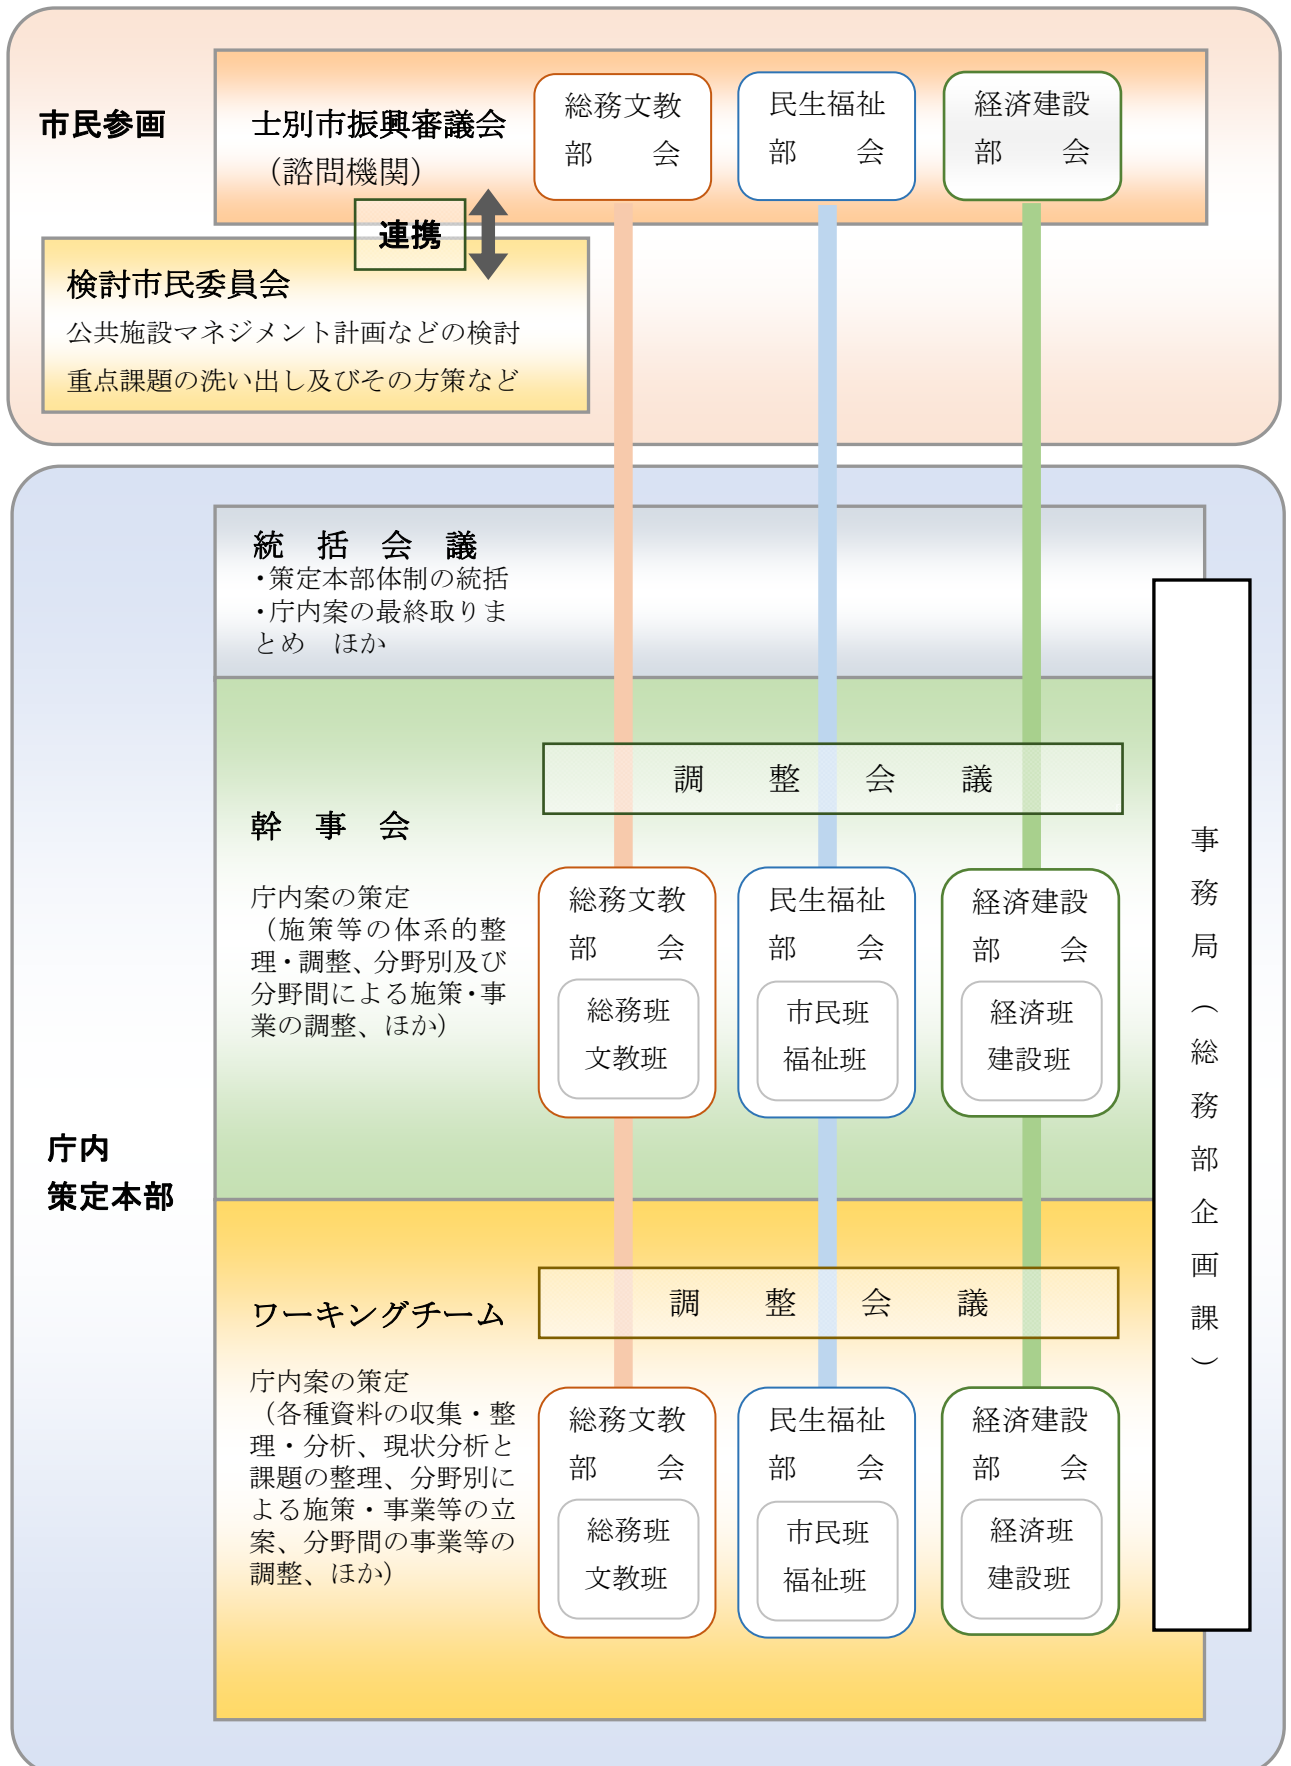 市民参画
士別市振興審議会
（諮問機関）
総務文教
部　　会
民生福祉
部　　会
経済建設
部　　会
連携
検討市民委員会
公共施設マネジメント計画などの検討
重点課題の洗い出し及びその方策など
庁内
策定本部
統　括　会　議
・策定本部体制の統括
・庁内案の最終取りま
とめ　ほか
幹　事　会
庁内案の策定
（施策等の体系的整
理・調整、分野別及び
分野間による施策・事
業の調整、ほか）
調　　整　　会　　議
総務文教
部　　会
総務班
文教班
民生福祉
部　　会
市民班
福祉班
経済建設
部　　会
経済班
建設班
ワーキングチーム
庁内案の策定
（各種資料の収集・整
理・分析、現状分析と
課題の整理、分野別に
よる施策・事業等の立
案、分野間の事業等の
調整、ほか）
調　　整　　会　　議
総務文教
部　　会
総務班
文教班
民生福祉
部　　会
市民班
福祉班
経済建設
部　　会
経済班
建設班
事務局（総務部企画課）